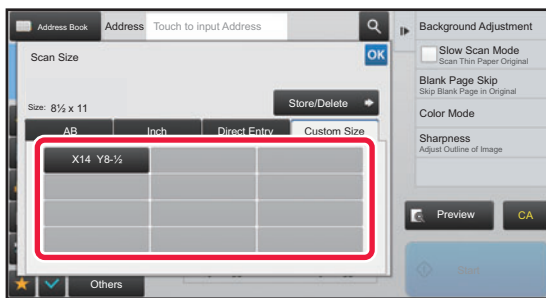 Address Book Address Touch to input Address
Background Adjustment
Slow Scan Mode
Scan Thin Paper Original
Blank Page Skip
Skip Blank Page in Original
Color Mode
Sharpness
Adjust Outline of Image
Preview CA
Scan Size OK
Size: 8½ x 11
Store/Delete
AB Inch Direct Entry Custom Size
X14 Y8-½
Others